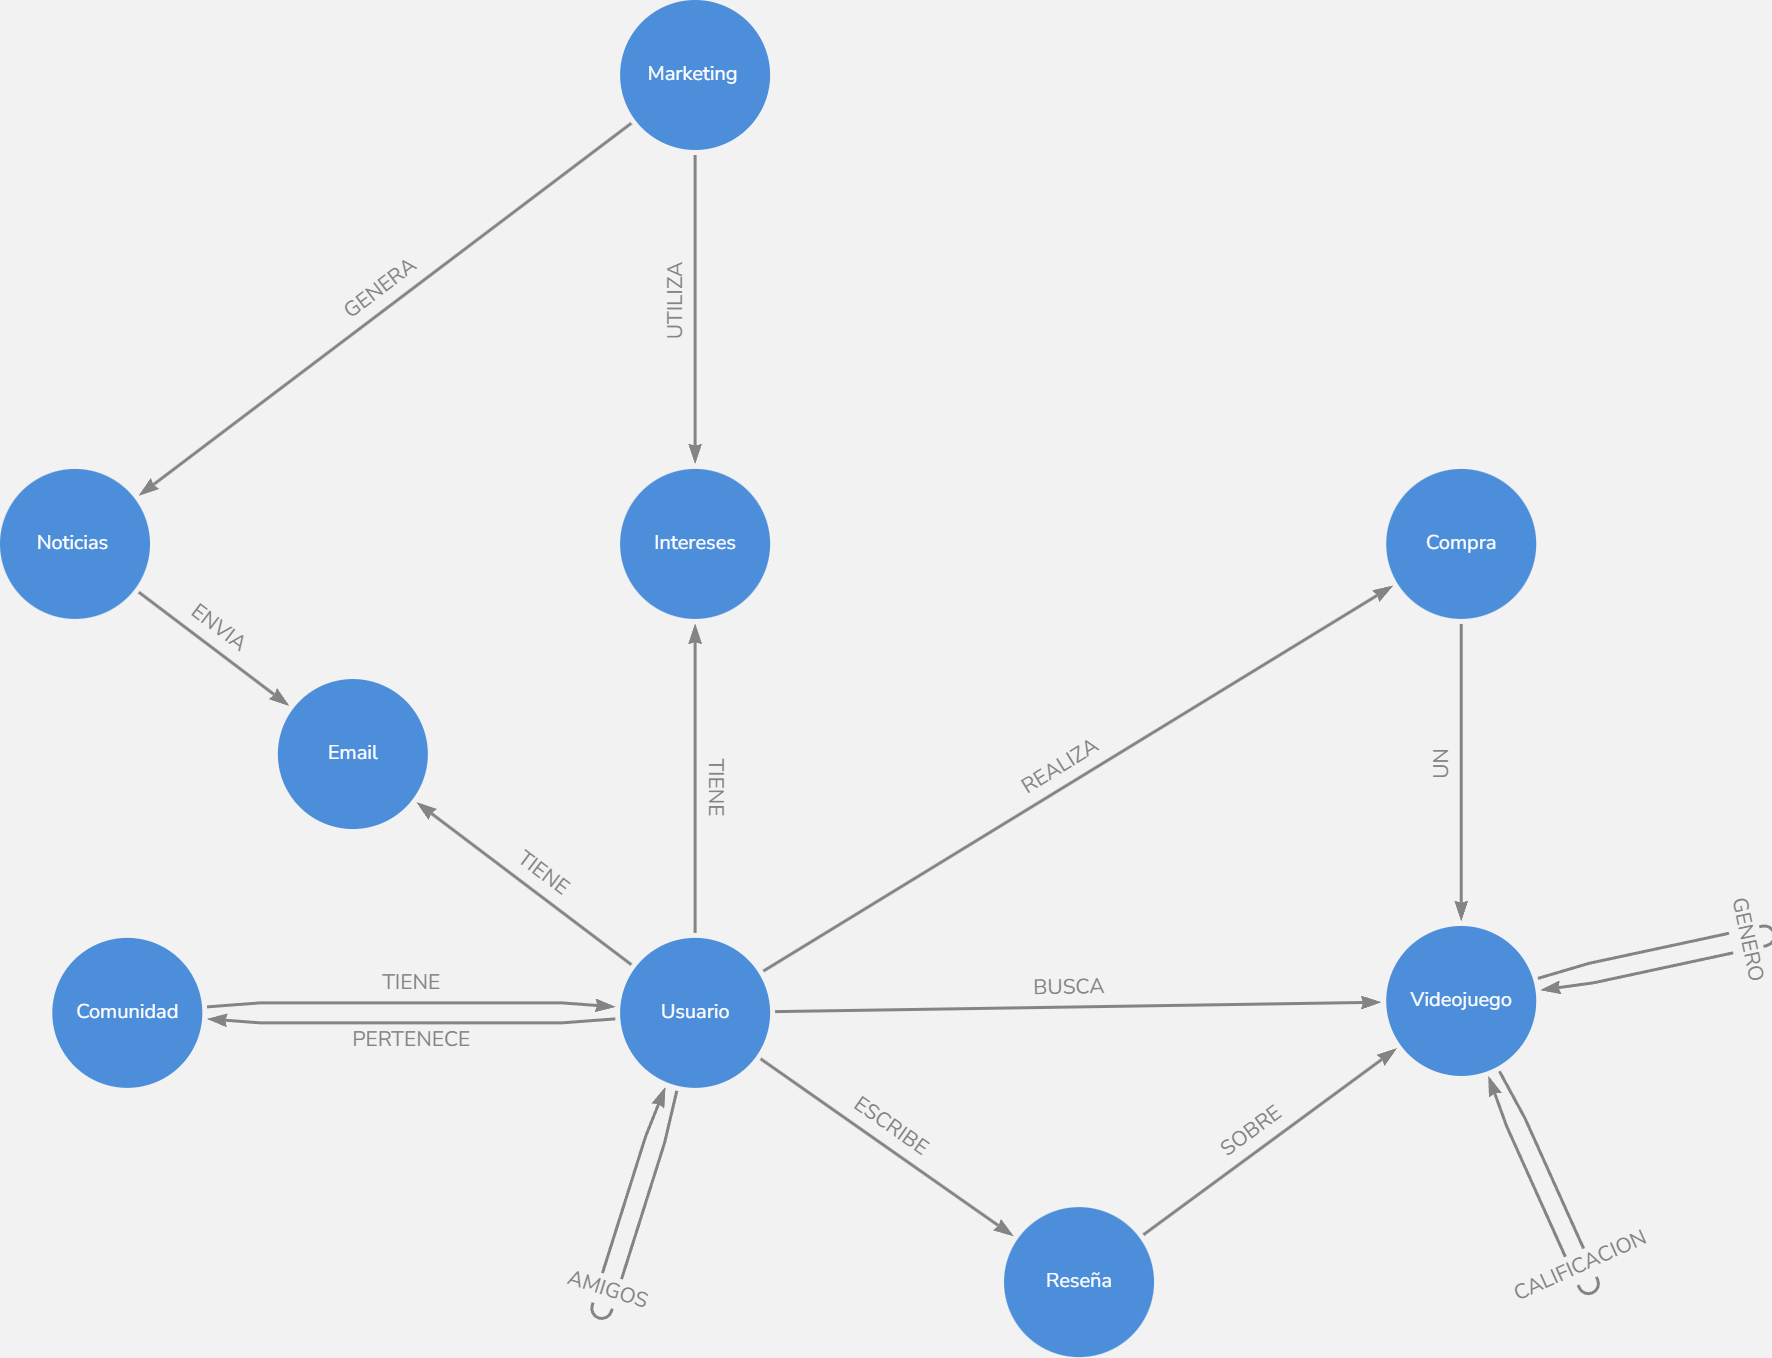 Marketing
GENERA
UTILIZA
Noticias
Intereses
Compra
ENVIA
Email
TIENE
REALIZA
UN
TIENE
GENERO
Comunidad
TIENE
PERTENECE
Usuario
BUSCA
Videojuego
ESCRIBE
SOBRE
AMIGOS
Reseña
CALIFICACION